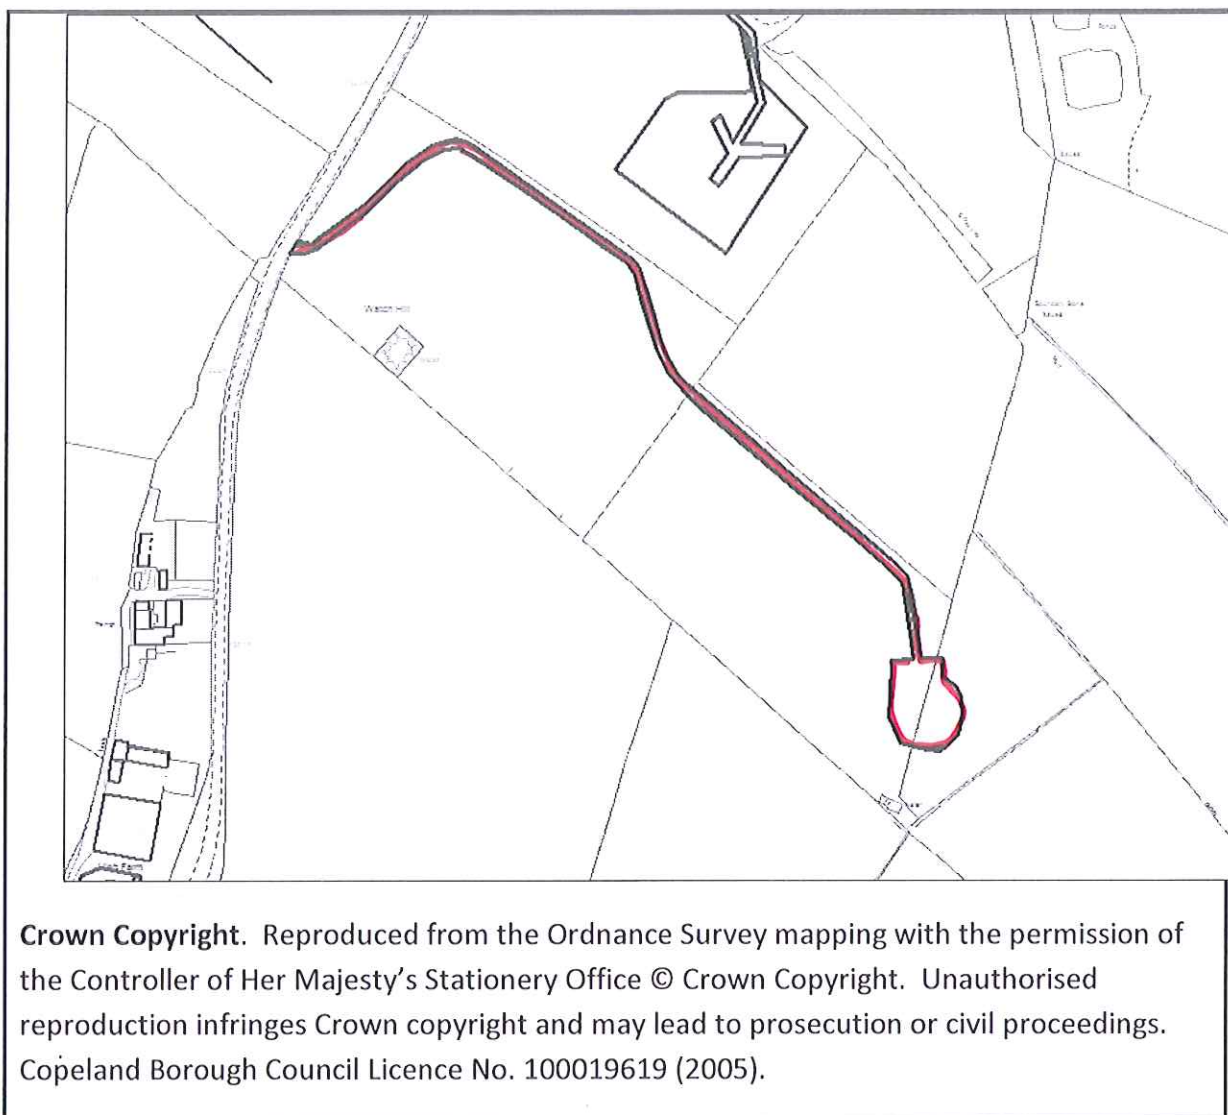 Watch Hill
Crown Copyright. Reproduced from the Ordnance Survey mapping with the permission of
the Controller of Her Majesty's Stationery Office © Crown Copyright. Unauthorised
reproduction infringes Crown copyright and may lead to prosecution or civil proceedings.
Copeland Borough Council Licence No. 100019619 (2005).